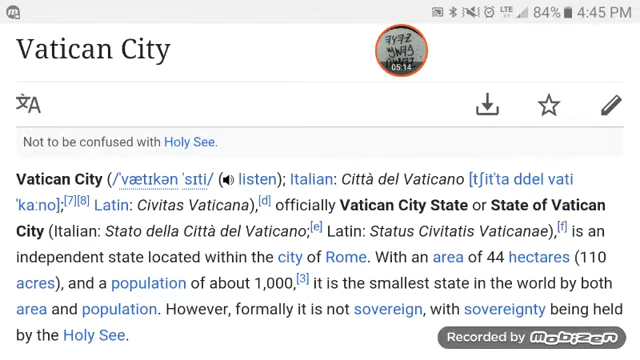 LTE 84% 4:45 PM
Vatican City
05:14
Not to be confused with Holy See.
Vatican City (/ˈvætɪkən ˈsɪti/ (listen); Italian: Città del Vaticano [tʃitˈta ddel vati
ˈkaːno];[7][8] Latin: Civitas Vaticana),[d] officially Vatican City State or State of Vatican
City (Italian: Stato della Città del Vaticano;[e] Latin: Status Civitatis Vaticanae),[f] is an
independent state located within the city of Rome. With an area of 44 hectares (110
acres), and a population of about 1,000,[3] it is the smallest state in the world by both
area and population. However, formally it is not sovereign, with sovereignty being held
by the Holy See.
Recorded by mobizen